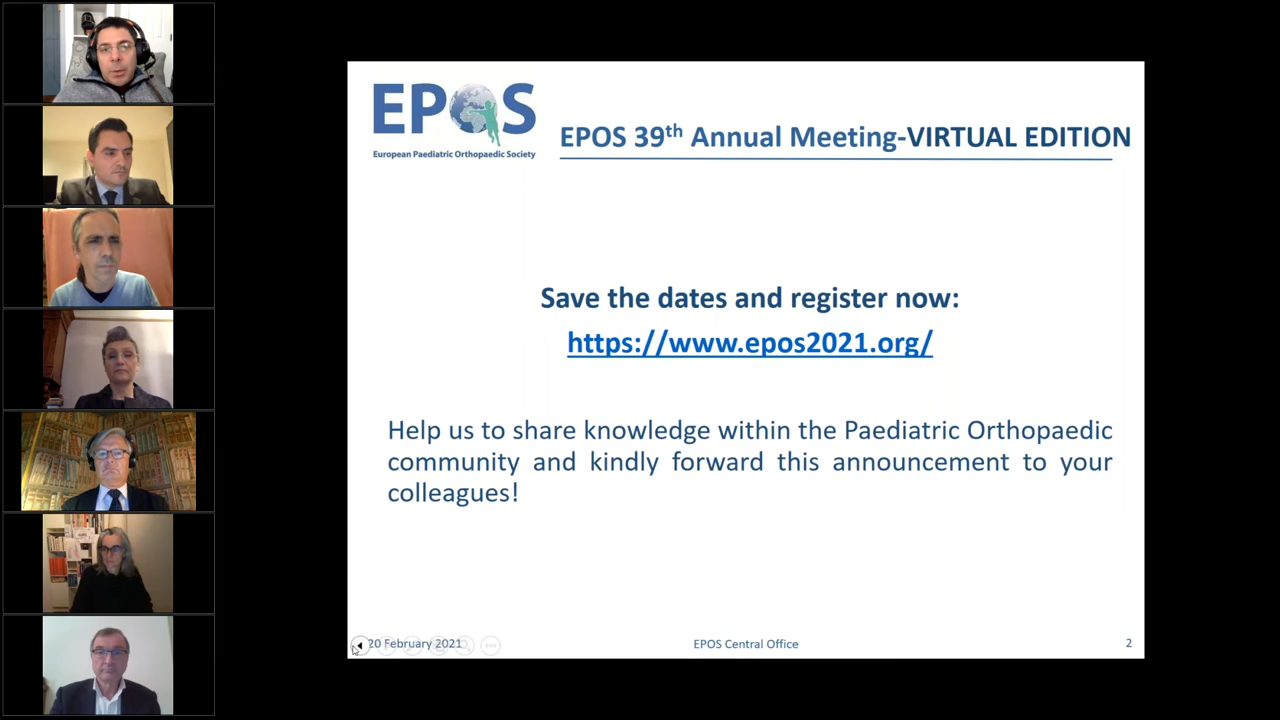 EPOS
European Paediatric Orthopaedic Society
EPOS 39th Annual Meeting-VIRTUAL EDITION
Save the dates and register now:
https://www.epos2021.org/
Help us to share knowledge within the Paediatric Orthopaedic
community and kindly forward this announcement to your
colleagues!
20 February 2021
EPOS Central Office
2